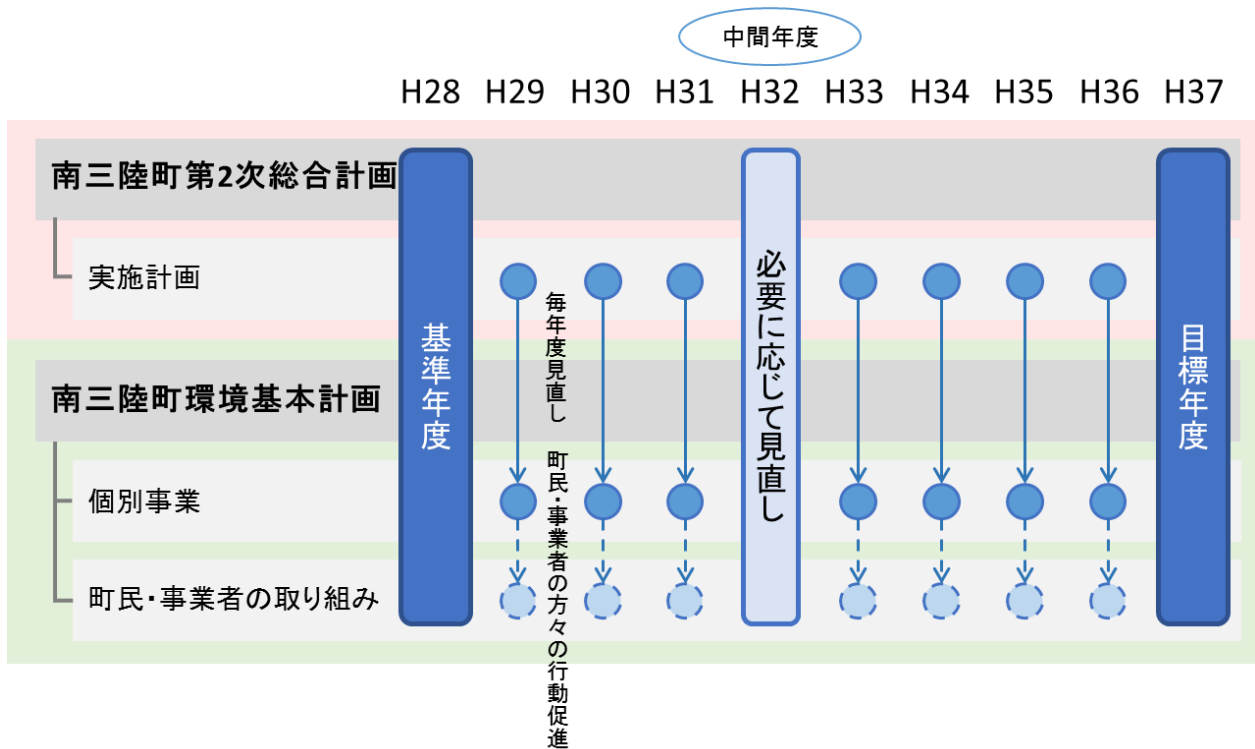 中間年度
H28 H29 H30 H31 H32 H33 H34 H35 H36 H37
南三陸町第2次総合計画
実施計画
南三陸町環境基本計画
個別事業
町民・事業者の取り組み
基準年度
毎年度見直し 町民・事業者の方々の行動促進
必要に応じて見直し
目標年度